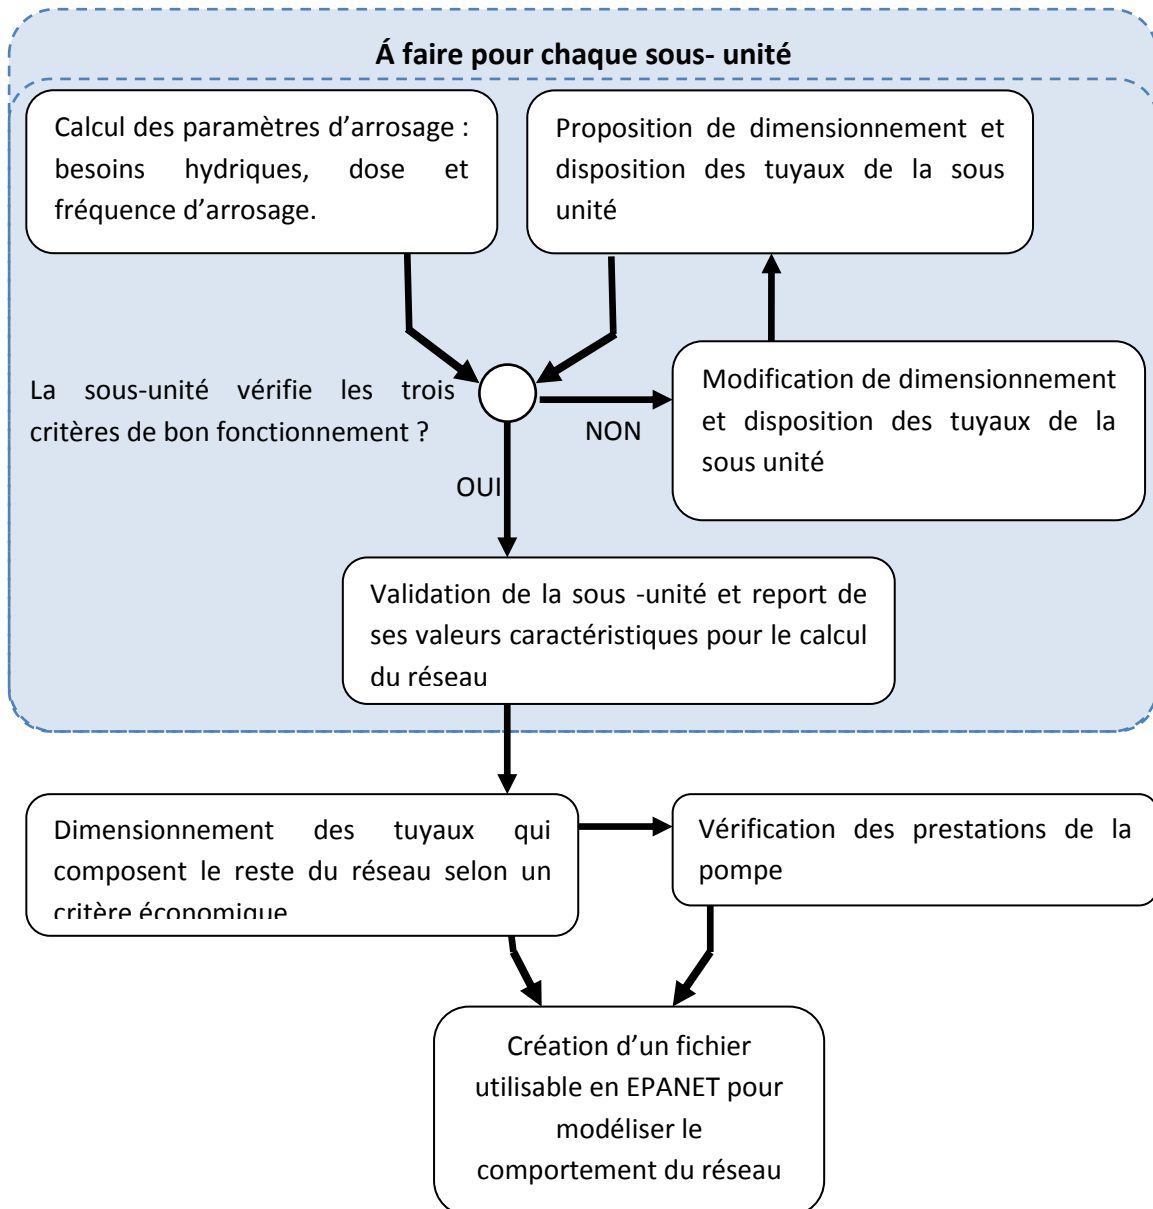 Á faire pour chaque sous- unité
Calcul des paramètres d’arrosage :
besoins hydriques, dose et
fréquence d’arrosage.
Proposition de dimensionnement et
disposition des tuyaux de la sous
unité
La sous-unité vérifie les trois
critères de bon fonctionnement ?
NON
Modification de dimensionnement
et disposition des tuyaux de la
sous unité
OUI
Validation de la sous -unité et report de
ses valeurs caractéristiques pour le calcul
du réseau
Dimensionnement des tuyaux qui
composent le reste du réseau selon un
critère économique
Vérification des prestations de la
pompe
Création d’un fichier
utilisable en EPANET pour
modéliser le
comportement du réseau